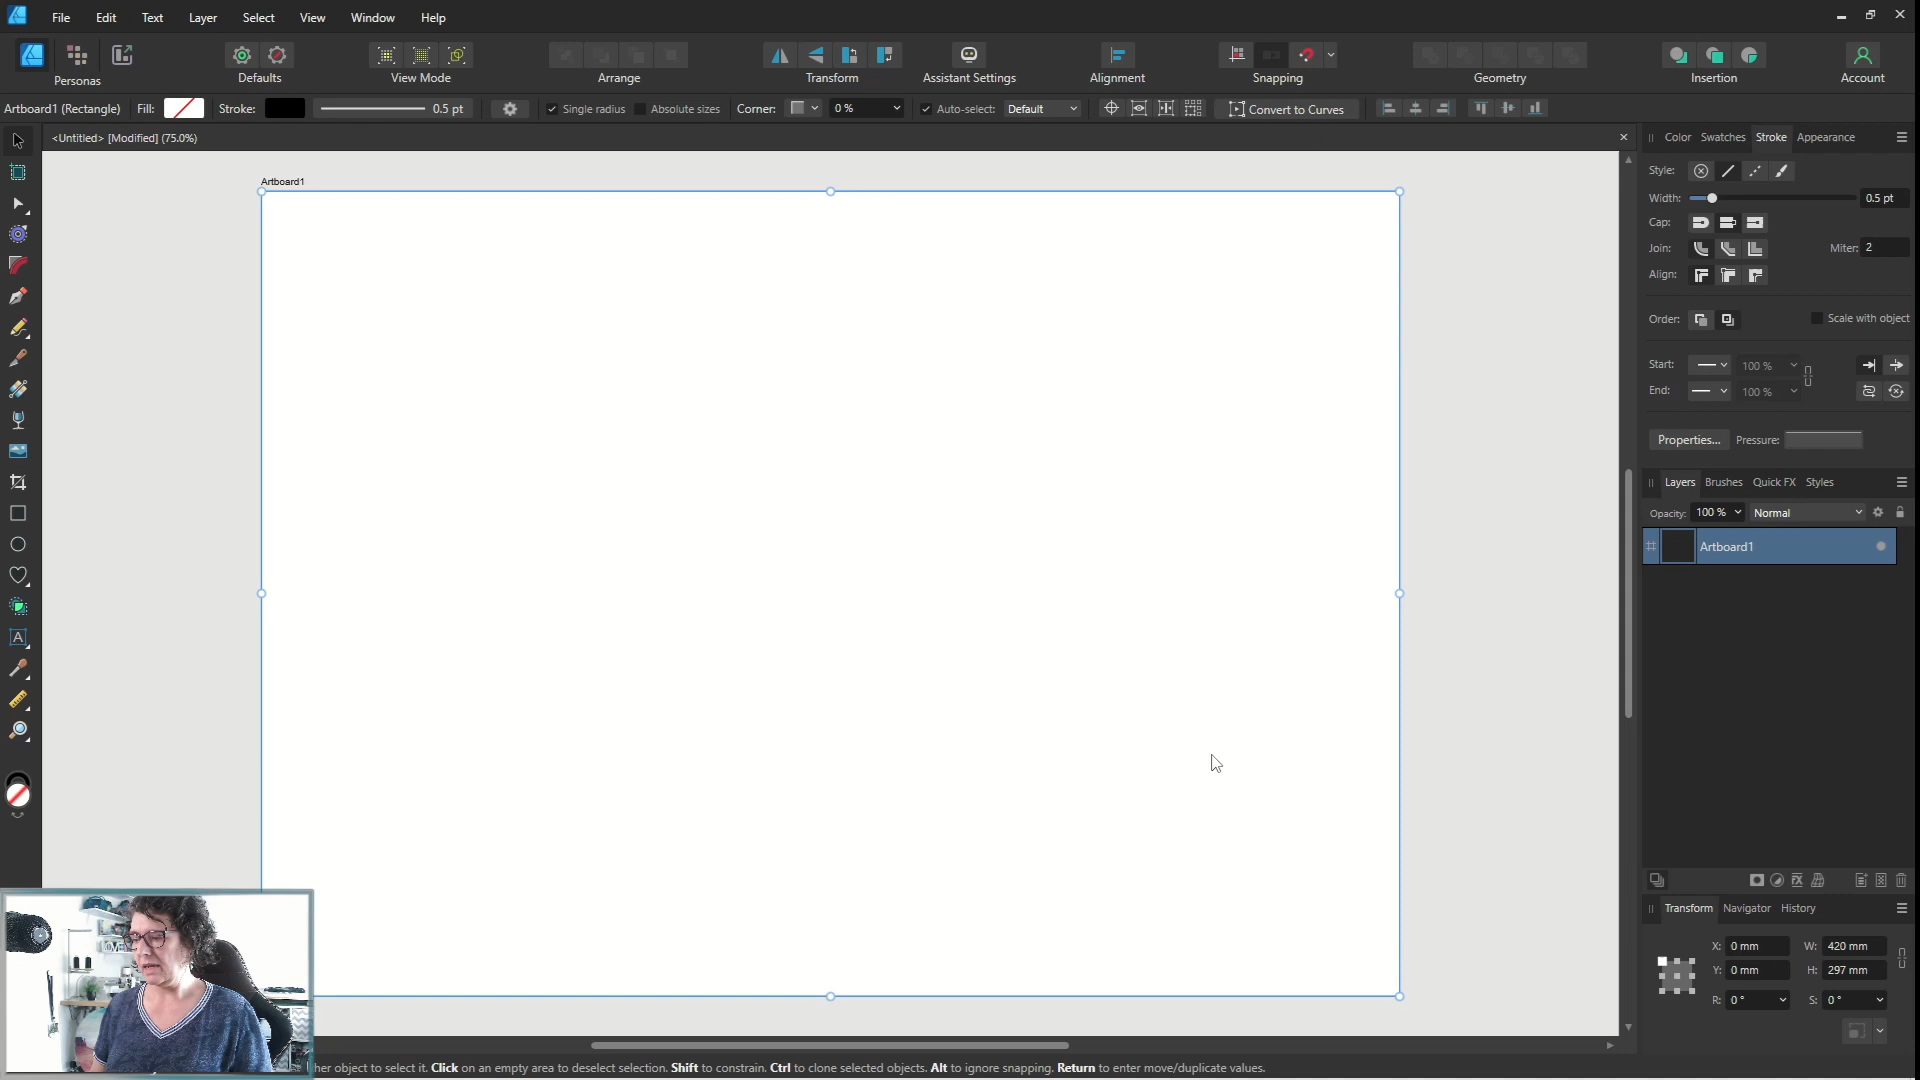 File Edit Text Layer Select View Window Help
Personas Defaults View Mode Arrange Transform Assistant Settings Alignment Snapping Geometry Insertion Account
Artboard1 (Rectangle) Fill: Stroke: 0.5 pt Single radius Absolute sizes Corner: 0 % Auto-select: Default Convert to Curves
<Untitled> [Modified] (75.0%)
Color Swatches Stroke Appearance
Style:
Width: 0.5 pt
Cap:
Join: Miter: 2
Align:
Order: Scale with object
Start: 100 %
End: 100 %
Properties... Pressure:
Layers Brushes Quick FX Styles
Opacity: 100 % Normal
Artboard1
Artboard1
Transform Navigator History
X: 0 mm W: 420 mm
Y: 0 mm H: 297 mm
R: 0 ° S: 0 °
object to select it. Click on an empty area to deselect selection. Shift to constrain. Ctrl to clone selected objects. Alt to ignore snapping. Return to enter move/duplicate values.